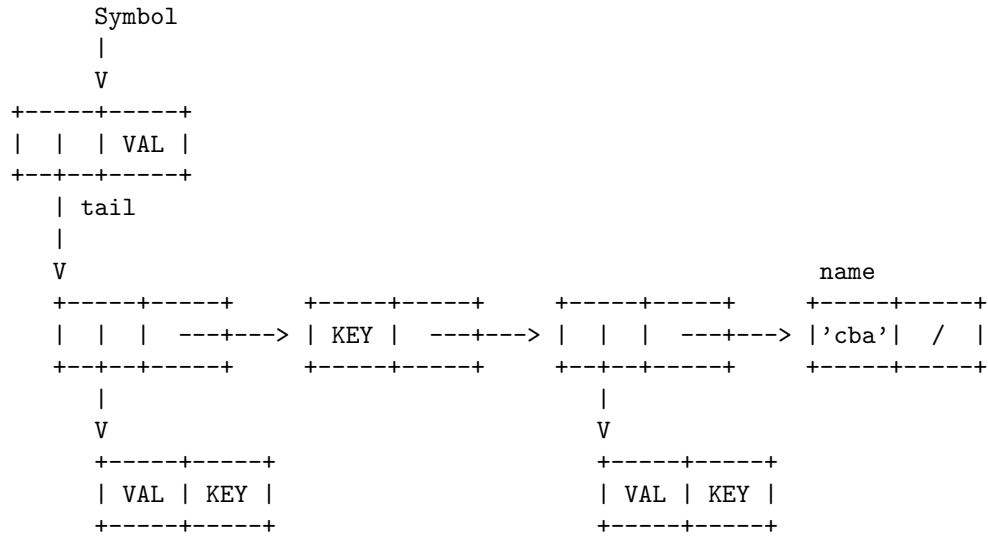 Symbol
      |
      V
+-----+-----+
|  |  | VAL |
+--+--+-----+
   | tail
   |
   V                                                name
   +-----+------+     +-----+-----+     +-----+-----+     +-----+-----+
   |  |  |  ---+---> | KEY |  ---+---> |  |  |  ---+---> |’cba’|  /  |
   +--+--+-----+     +-----+-----+     +--+--+-----+     +-----+-----+
      |                                   |
      V                                   V
      +-----+-----+                       +-----+-----+
      | VAL | KEY |                       | VAL | KEY |
      +-----+-----+                       +-----+-----+